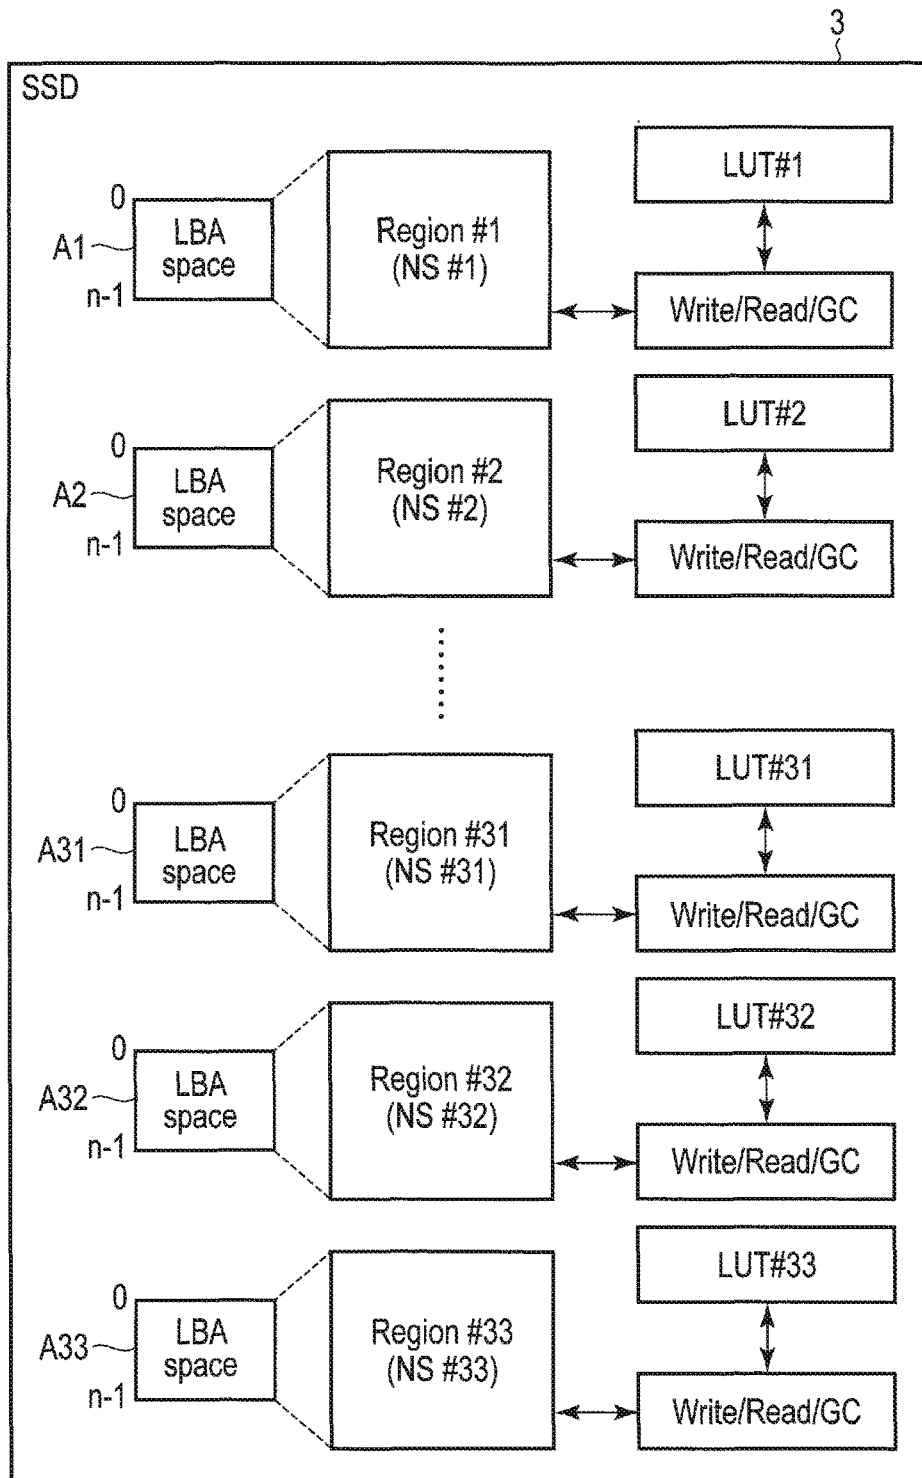 3
SSD
LUT#1
0
A1
LBA
space
n-1
Region #1
(NS #1)
Write/Read/GC
LUT#2
0
A2
LBA
space
n-1
Region #2
(NS #2)
Write/Read/GC
LUT#31
0
A31
LBA
space
n-1
Region #31
(NS #31)
Write/Read/GC
LUT#32
0
A32
LBA
space
n-1
Region #32
(NS #32)
Write/Read/GC
LUT#33
0
A33
LBA
space
n-1
Region #33
(NS #33)
Write/Read/GC